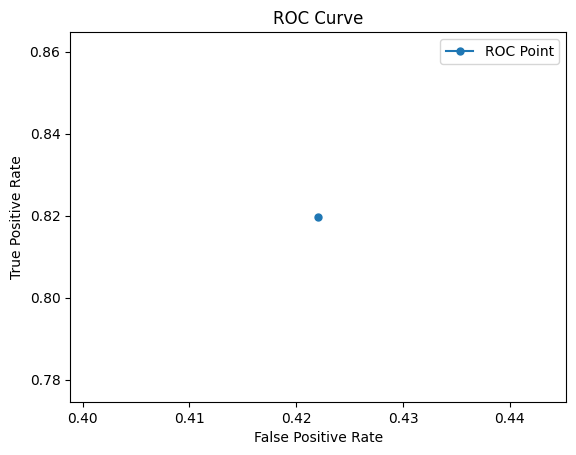 ROC Curve
ROC Point
True Positive Rate
0.86
0.84
0.82
0.80
0.78
0.40 0.41 0.42 0.43 0.44
False Positive Rate